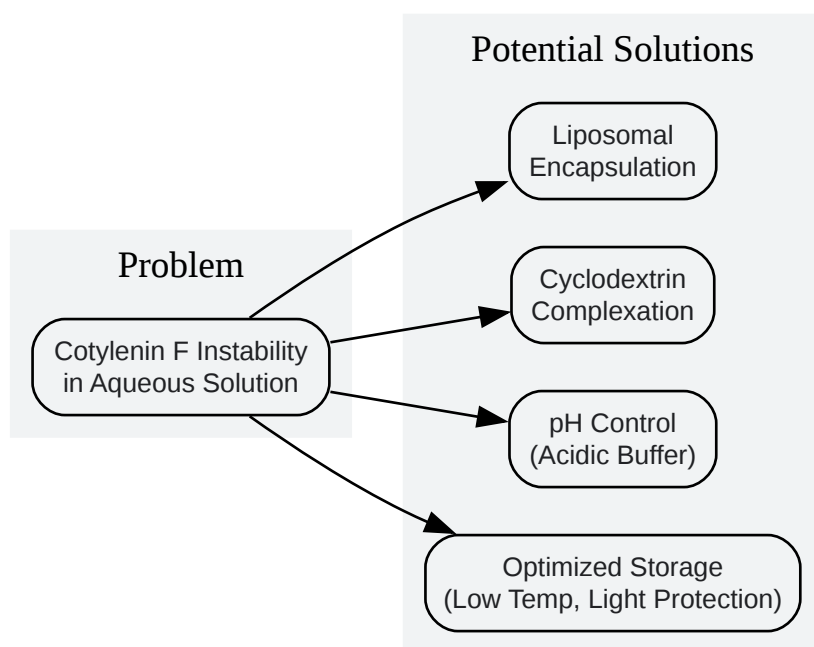 Potential Solutions
Liposomal
Encapsulation
Cyclodextrin
Complexation
pH Control
(Acidic Buffer)
Optimized Storage
(Low Temp, Light Protection)
Problem
Cotylenin F Instability
in Aqueous Solution